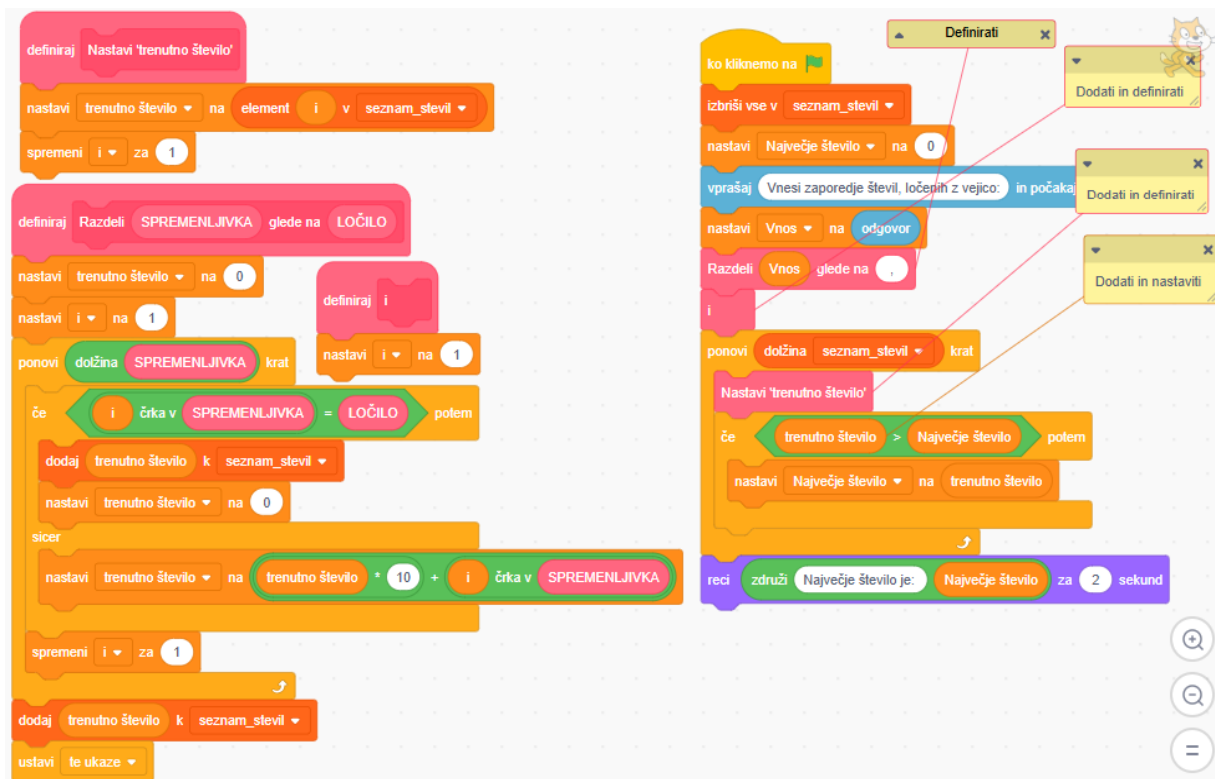 definiraj Nastavi 'trenutno število'
nastavi trenutno število na element i v seznam_stevil
spremeni i za 1
definiraj Razdeli SPREMENLJIVKA glede na LOČILO
nastavi trenutno število na 0
nastavi i na 1
ponovi dolžina SPREMENLJIVKA krat
če i črka v SPREMENLJIVKA = LOČILO potem
dodaj trenutno število k seznam_stevil
nastavi trenutno število na 0
sicer
nastavi trenutno število na trenutno število * 10 + i črka v SPREMENLJIVKA
spremeni i za 1
dodaj trenutno število k seznam_stevil
ustavi te ukaze
definiraj i
nastavi i na 1
ko kliknemo na
izbriši vse v seznam_stevil
nastavi Največje število na 0
vprašaj Vnesi zaporedje števil, ločenih z vejico: in počakaj
nastavi Vnos na odgovor
Razdeli Vnos glede na ,
i
ponovi dolžina seznam_stevil krat
Nastavi 'trenutno število'
če trenutno število > Največje število potem
nastavi Največje število na trenutno število
reci združi Največje število je: Največje število za 2 sekund
Definirati
Dodati in definirati
Dodati in definirati
Dodati in nastaviti